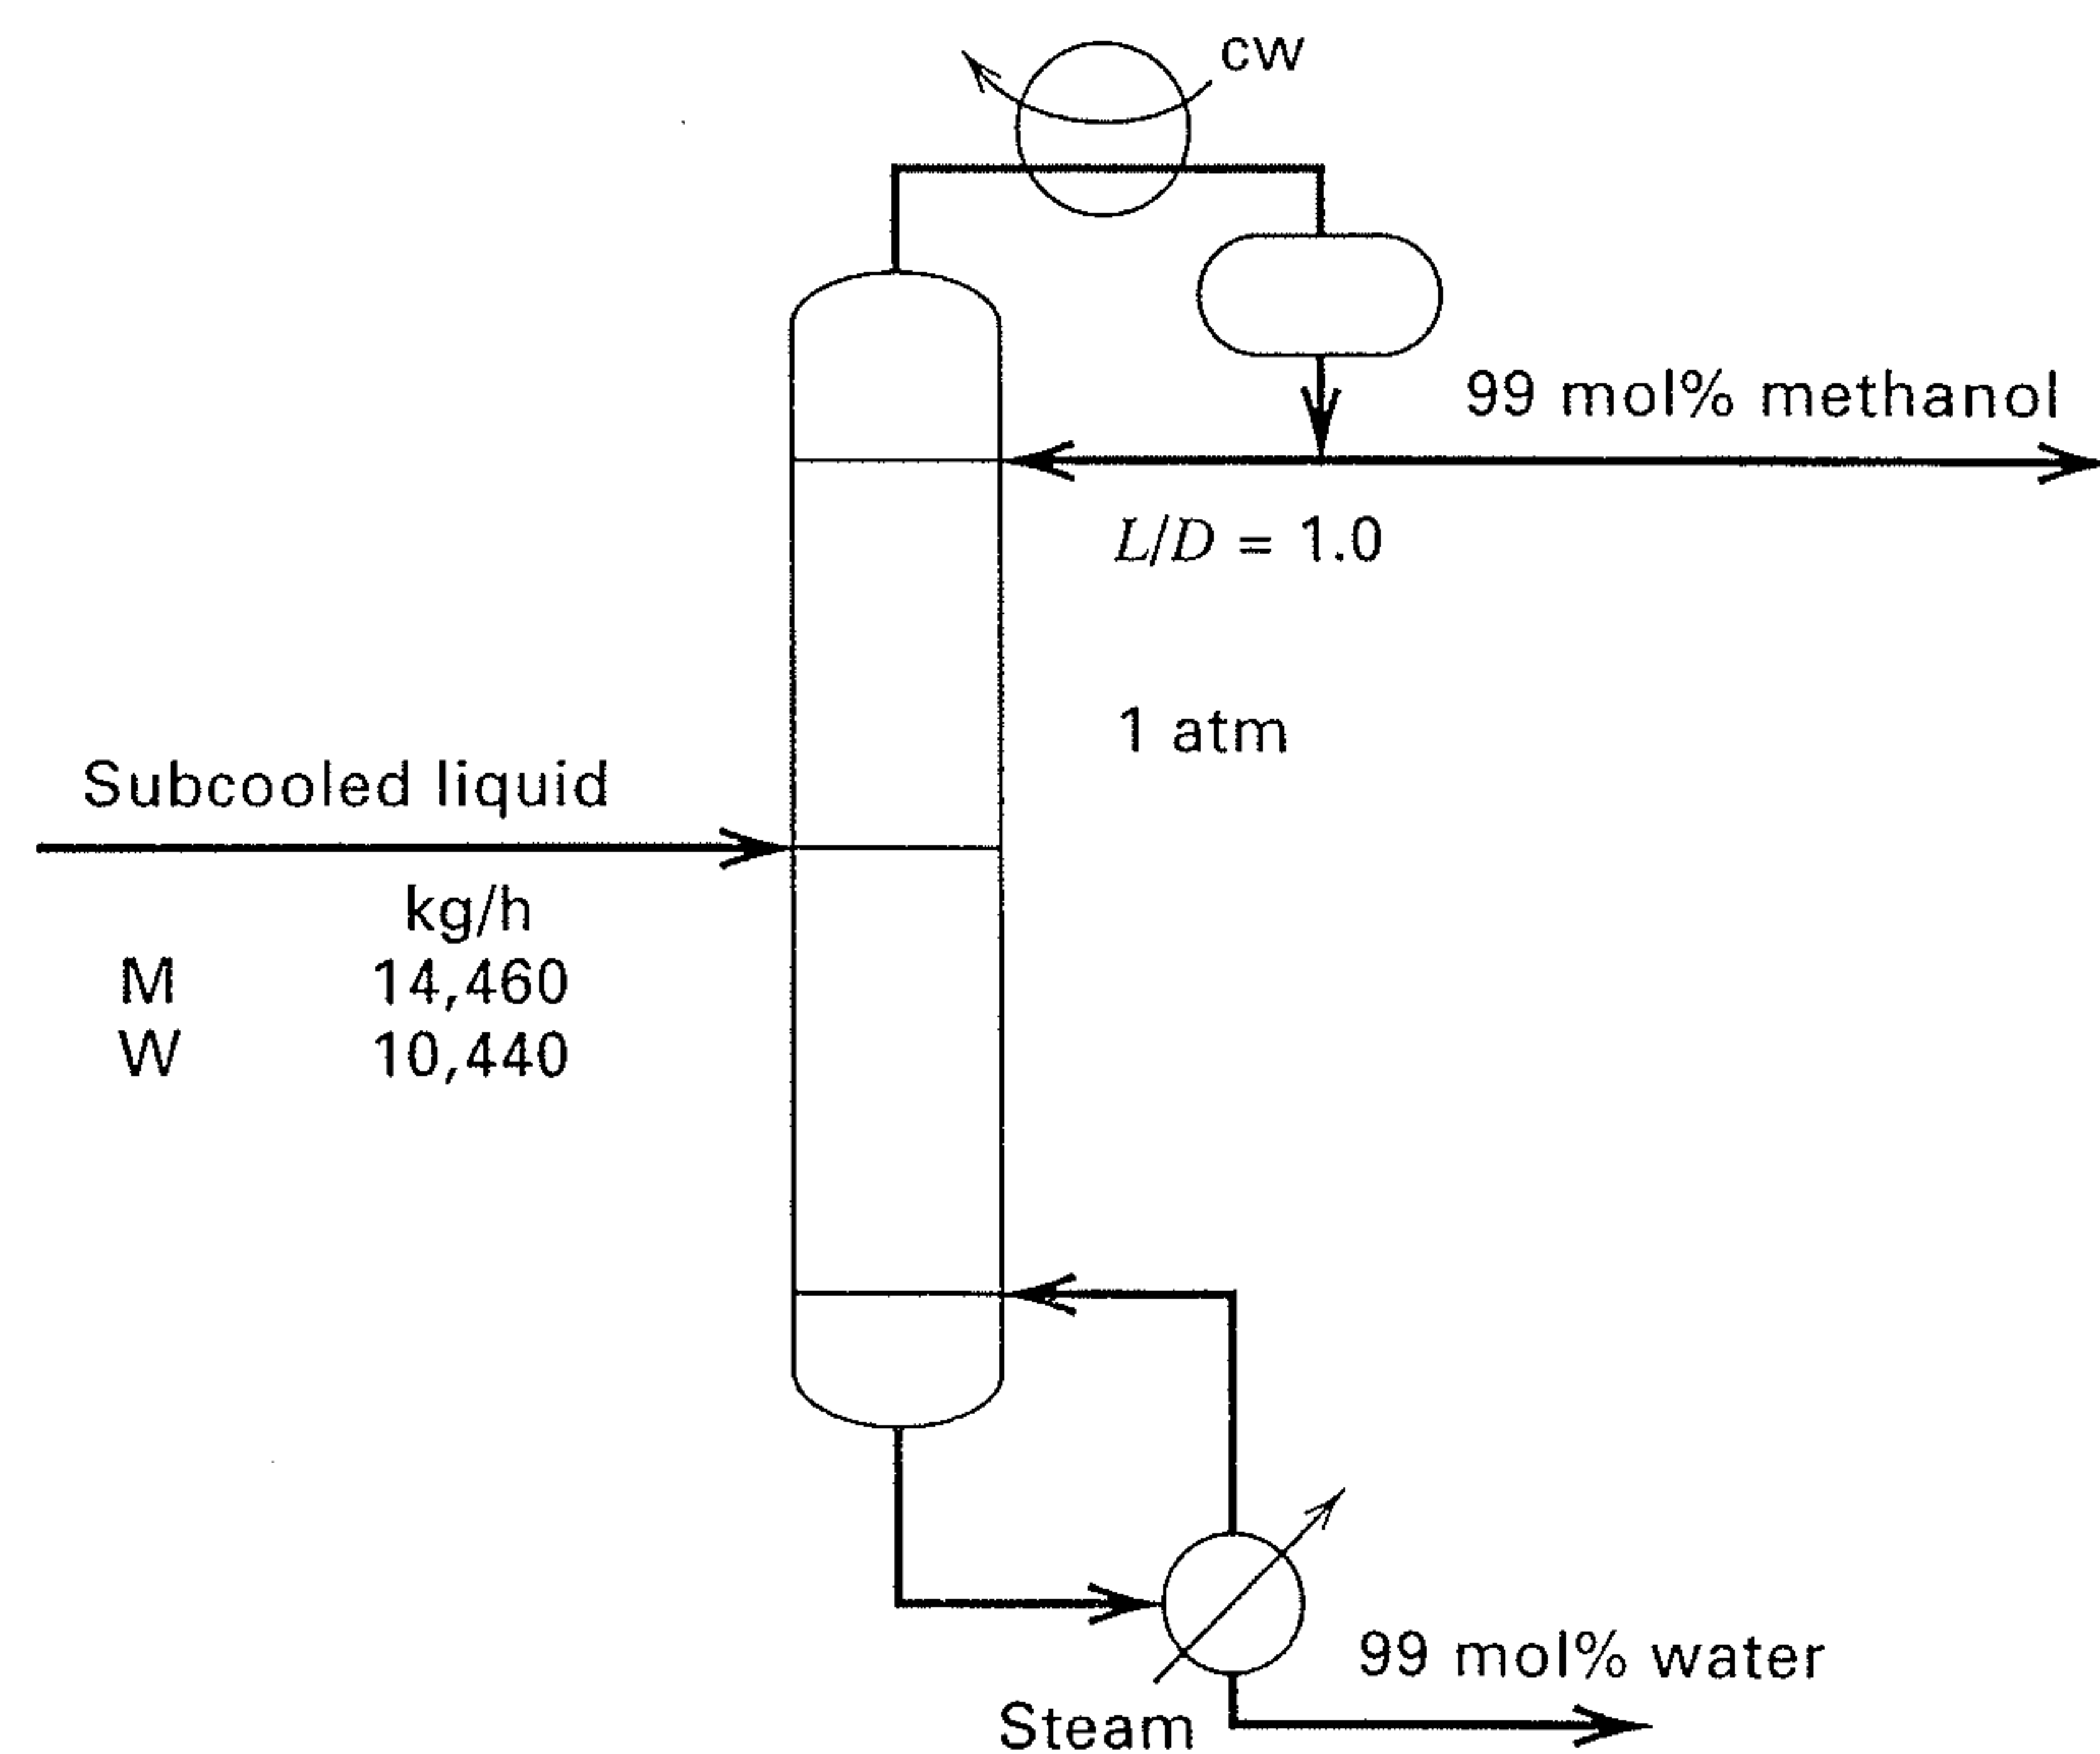 cw
99 mol% methanol
L/D = 1.0
1 atm
Subcooled liquid
kg/h
M 14,460
W 10,440
99 mol% water
Steam